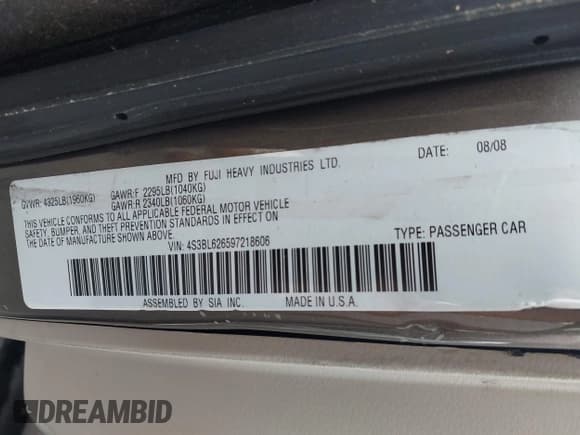 MFD BY FUJI HEAVY INDUSTRIES LTD.
DATE: 08/08
GVWR: 4325LB(1960KG)
GAWR:F 2295LB(1040KG)
GAWR:R 2340LB(1060KG)
THIS VEHICLE CONFORMS TO ALL APPLICABLE FEDERAL MOTOR VEHICLE
SAFETY, BUMPER, AND THEFT PREVENTION STANDARDS IN EFFECT ON
THE DATE OF MANUFACTURE SHOWN ABOVE.
VIN: 4S3BL626597218606
TYPE: PASSENGER CAR
ASSEMBLED BY SIA INC.
MADE IN U.S.A.
DREAMBID